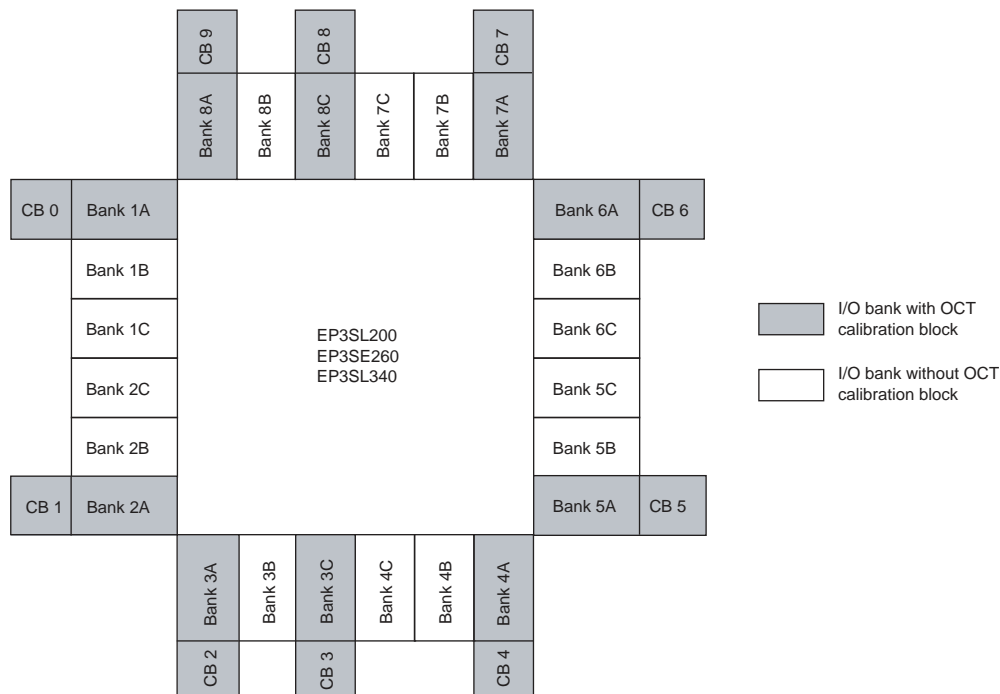 CB 9
CB 8
CB 7
Bank 8A
Bank 8B
Bank 8C
Bank 7C
Bank 7B
Bank 7A
CB 0
Bank 1A
Bank 6A
CB 6
Bank 1B
Bank 6B
Bank 1C
Bank 6C
Bank 2C
Bank 5C
Bank 2B
Bank 5B
CB 1
Bank 2A
Bank 5A
CB 5
EP3SL200
EP3SE260
EP3SL340
I/O bank with OCT
calibration block
I/O bank without OCT
calibration block
Bank 3A
Bank 3B
Bank 3C
Bank 4C
Bank 4B
Bank 4A
CB 2
CB 3
CB 4